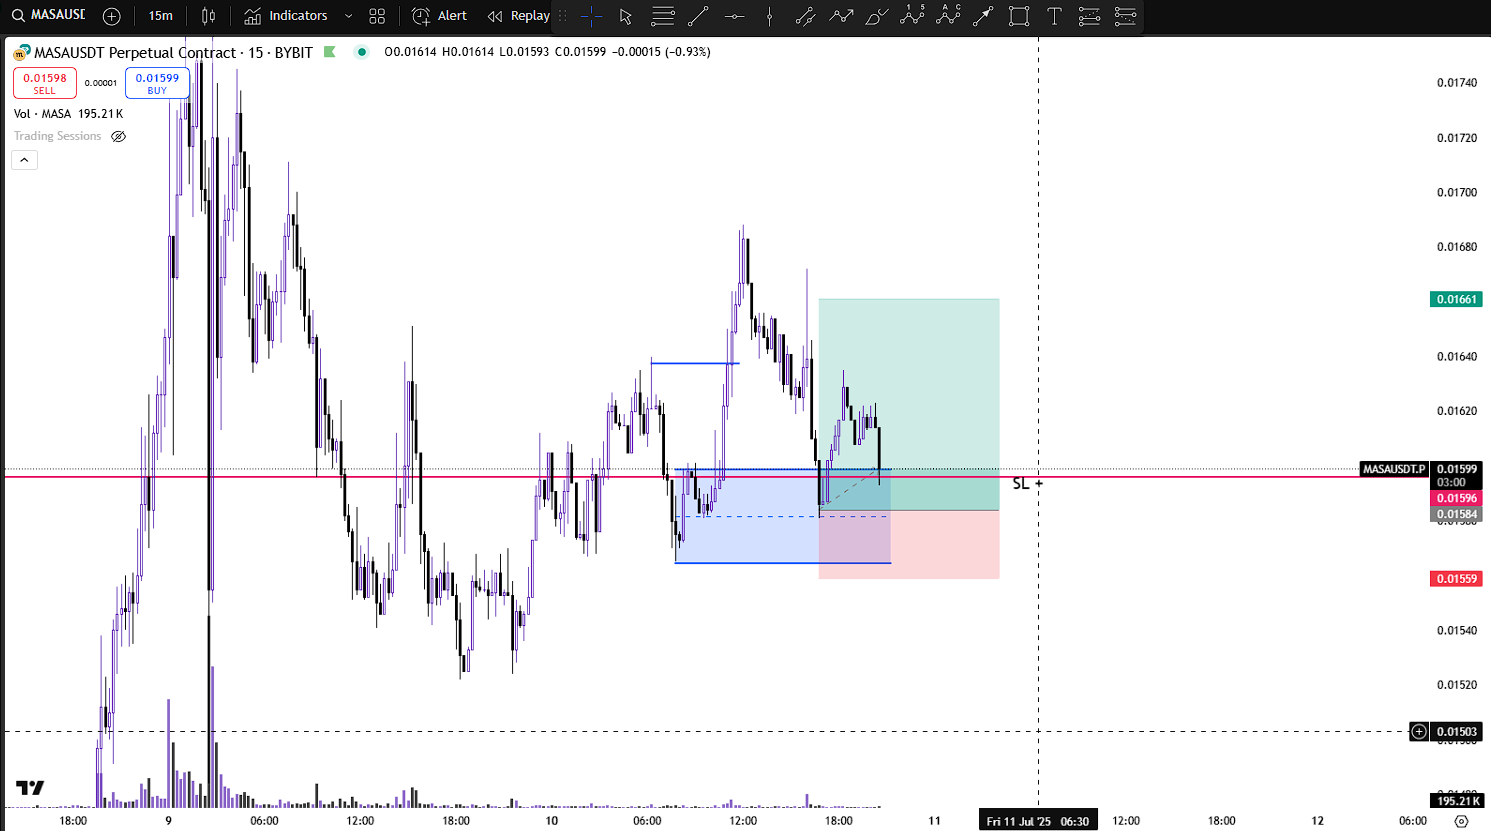 MASAUSDT 15m Indicators Alert Replay
MASAUSDT Perpetual Contract · 15 · BYBIT O0.01614 H0.01614 L0.01593 C0.01599 −0.00015 (−0.93%)
0.01598
SELL
0.00001
0.01599
BUY
Vol · MASA 195.21 K
Trading Sessions
0.01740
0.01720
0.01700
0.01680
0.01661
0.01640
0.01620
MASAUSDT.P 0.01599
03:00
SL +
0.01596
0.01584
0.01559
0.01540
0.01520
0.01503
195.21 K
18:00 9 06:00 12:00 18:00 10 06:00 12:00 18:00 11 Fri 11 Jul '25 06:30 12:00 18:00 12 06:00